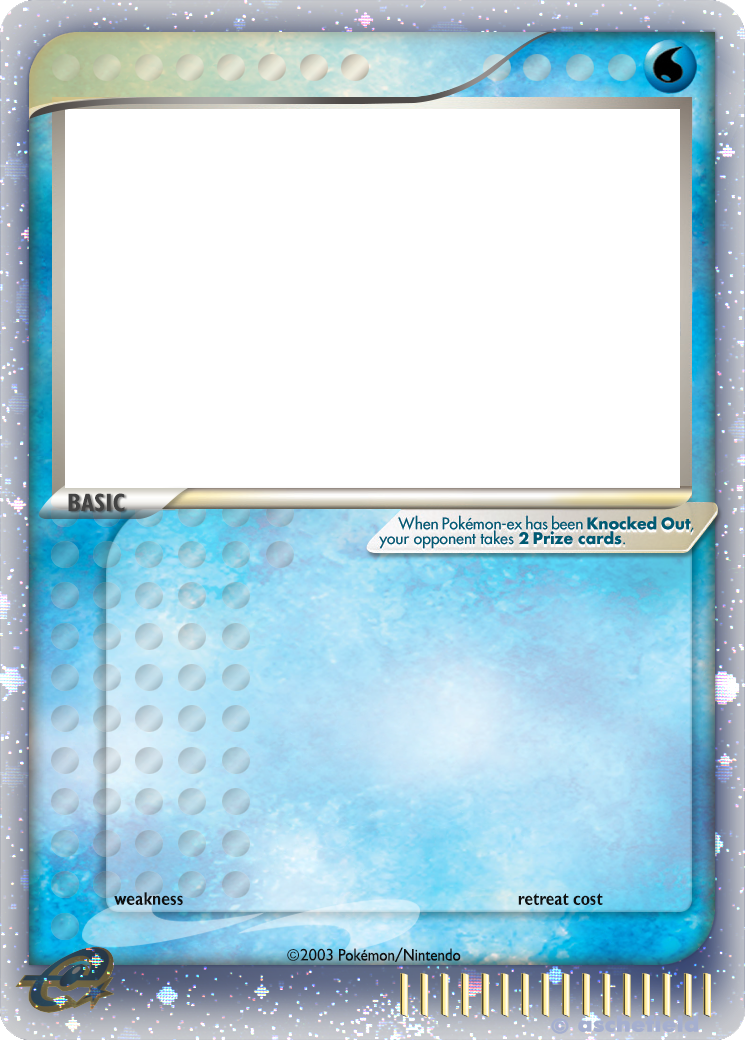 BASIC
When Pokémon-ex has been Knocked Out,
your opponent takes 2 Prize cards.
weakness
retreat cost
©2003 Pokémon/Nintendo
e